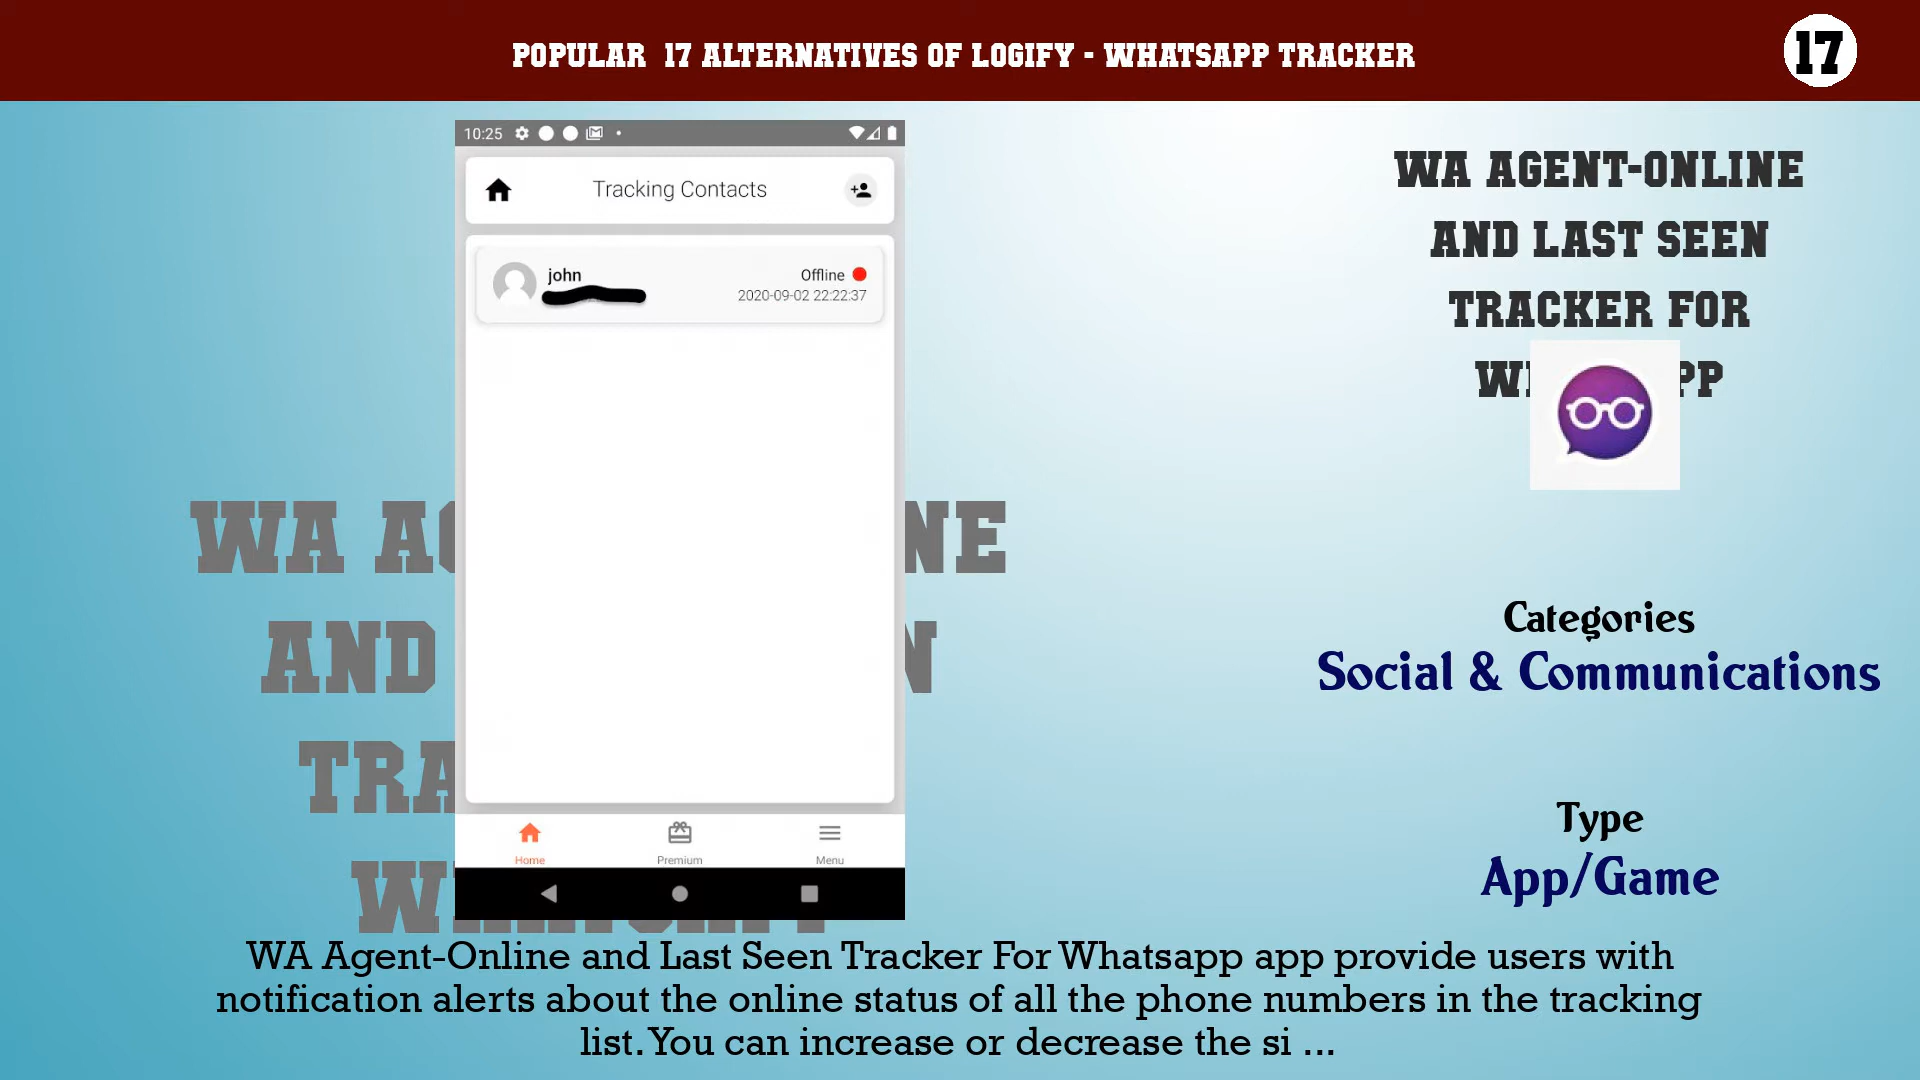 POPULAR 17 ALTERNATIVES OF LOGIFY - WHATSAPP TRACKER
17
10:25
Tracking Contacts
john
Offline
2020-09-02 22:22:37
Home
Premium
Menu
WA AGENT-ONLINE
AND LAST SEEN
TRACKER FOR
Categories
Social & Communications
Type
App/Game
WA
AND
WA Agent-Online and Last Seen Tracker For Whatsapp app provide users with
notification alerts about the online status of all the phone numbers in the tracking
list. You can increase or decrease the si ...